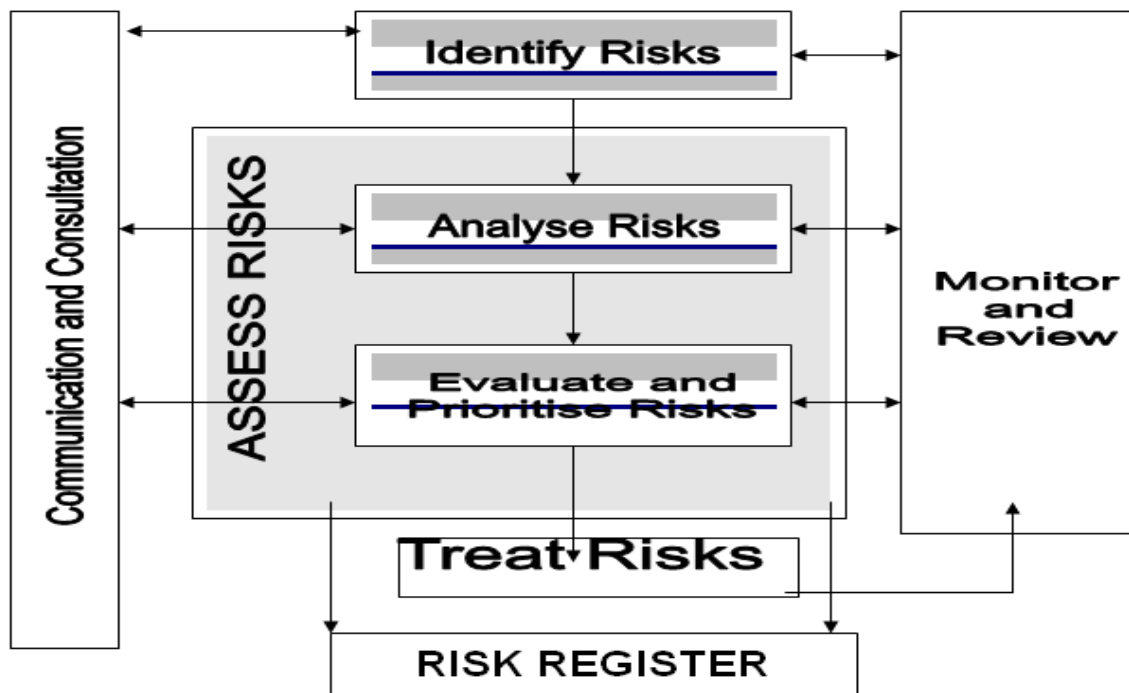 Identify Risks
Communication and Consultation
ASSESS RISKS
Analyse Risks
Monitor
and
Review
Evaluate and
Prioritise Risks
Treat Risks
RISK REGISTER